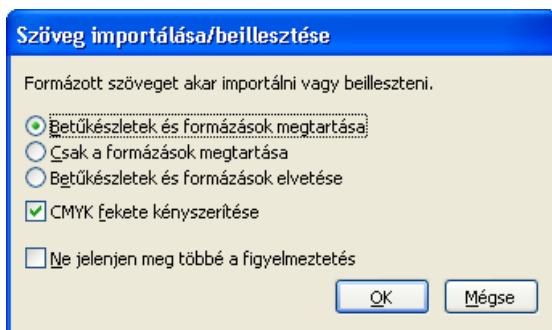 Szöveg importálása/beillesztése
Formázott szöveget akar importálni vagy beilleszteni.
Betűkészletek és formázások megtartása
Csak a formázások megtartása
Betűkészletek és formázások elvetése
CMYK fekete kényszerítése
Ne jelenjen meg többé a figyelmeztetés
OK Mégse